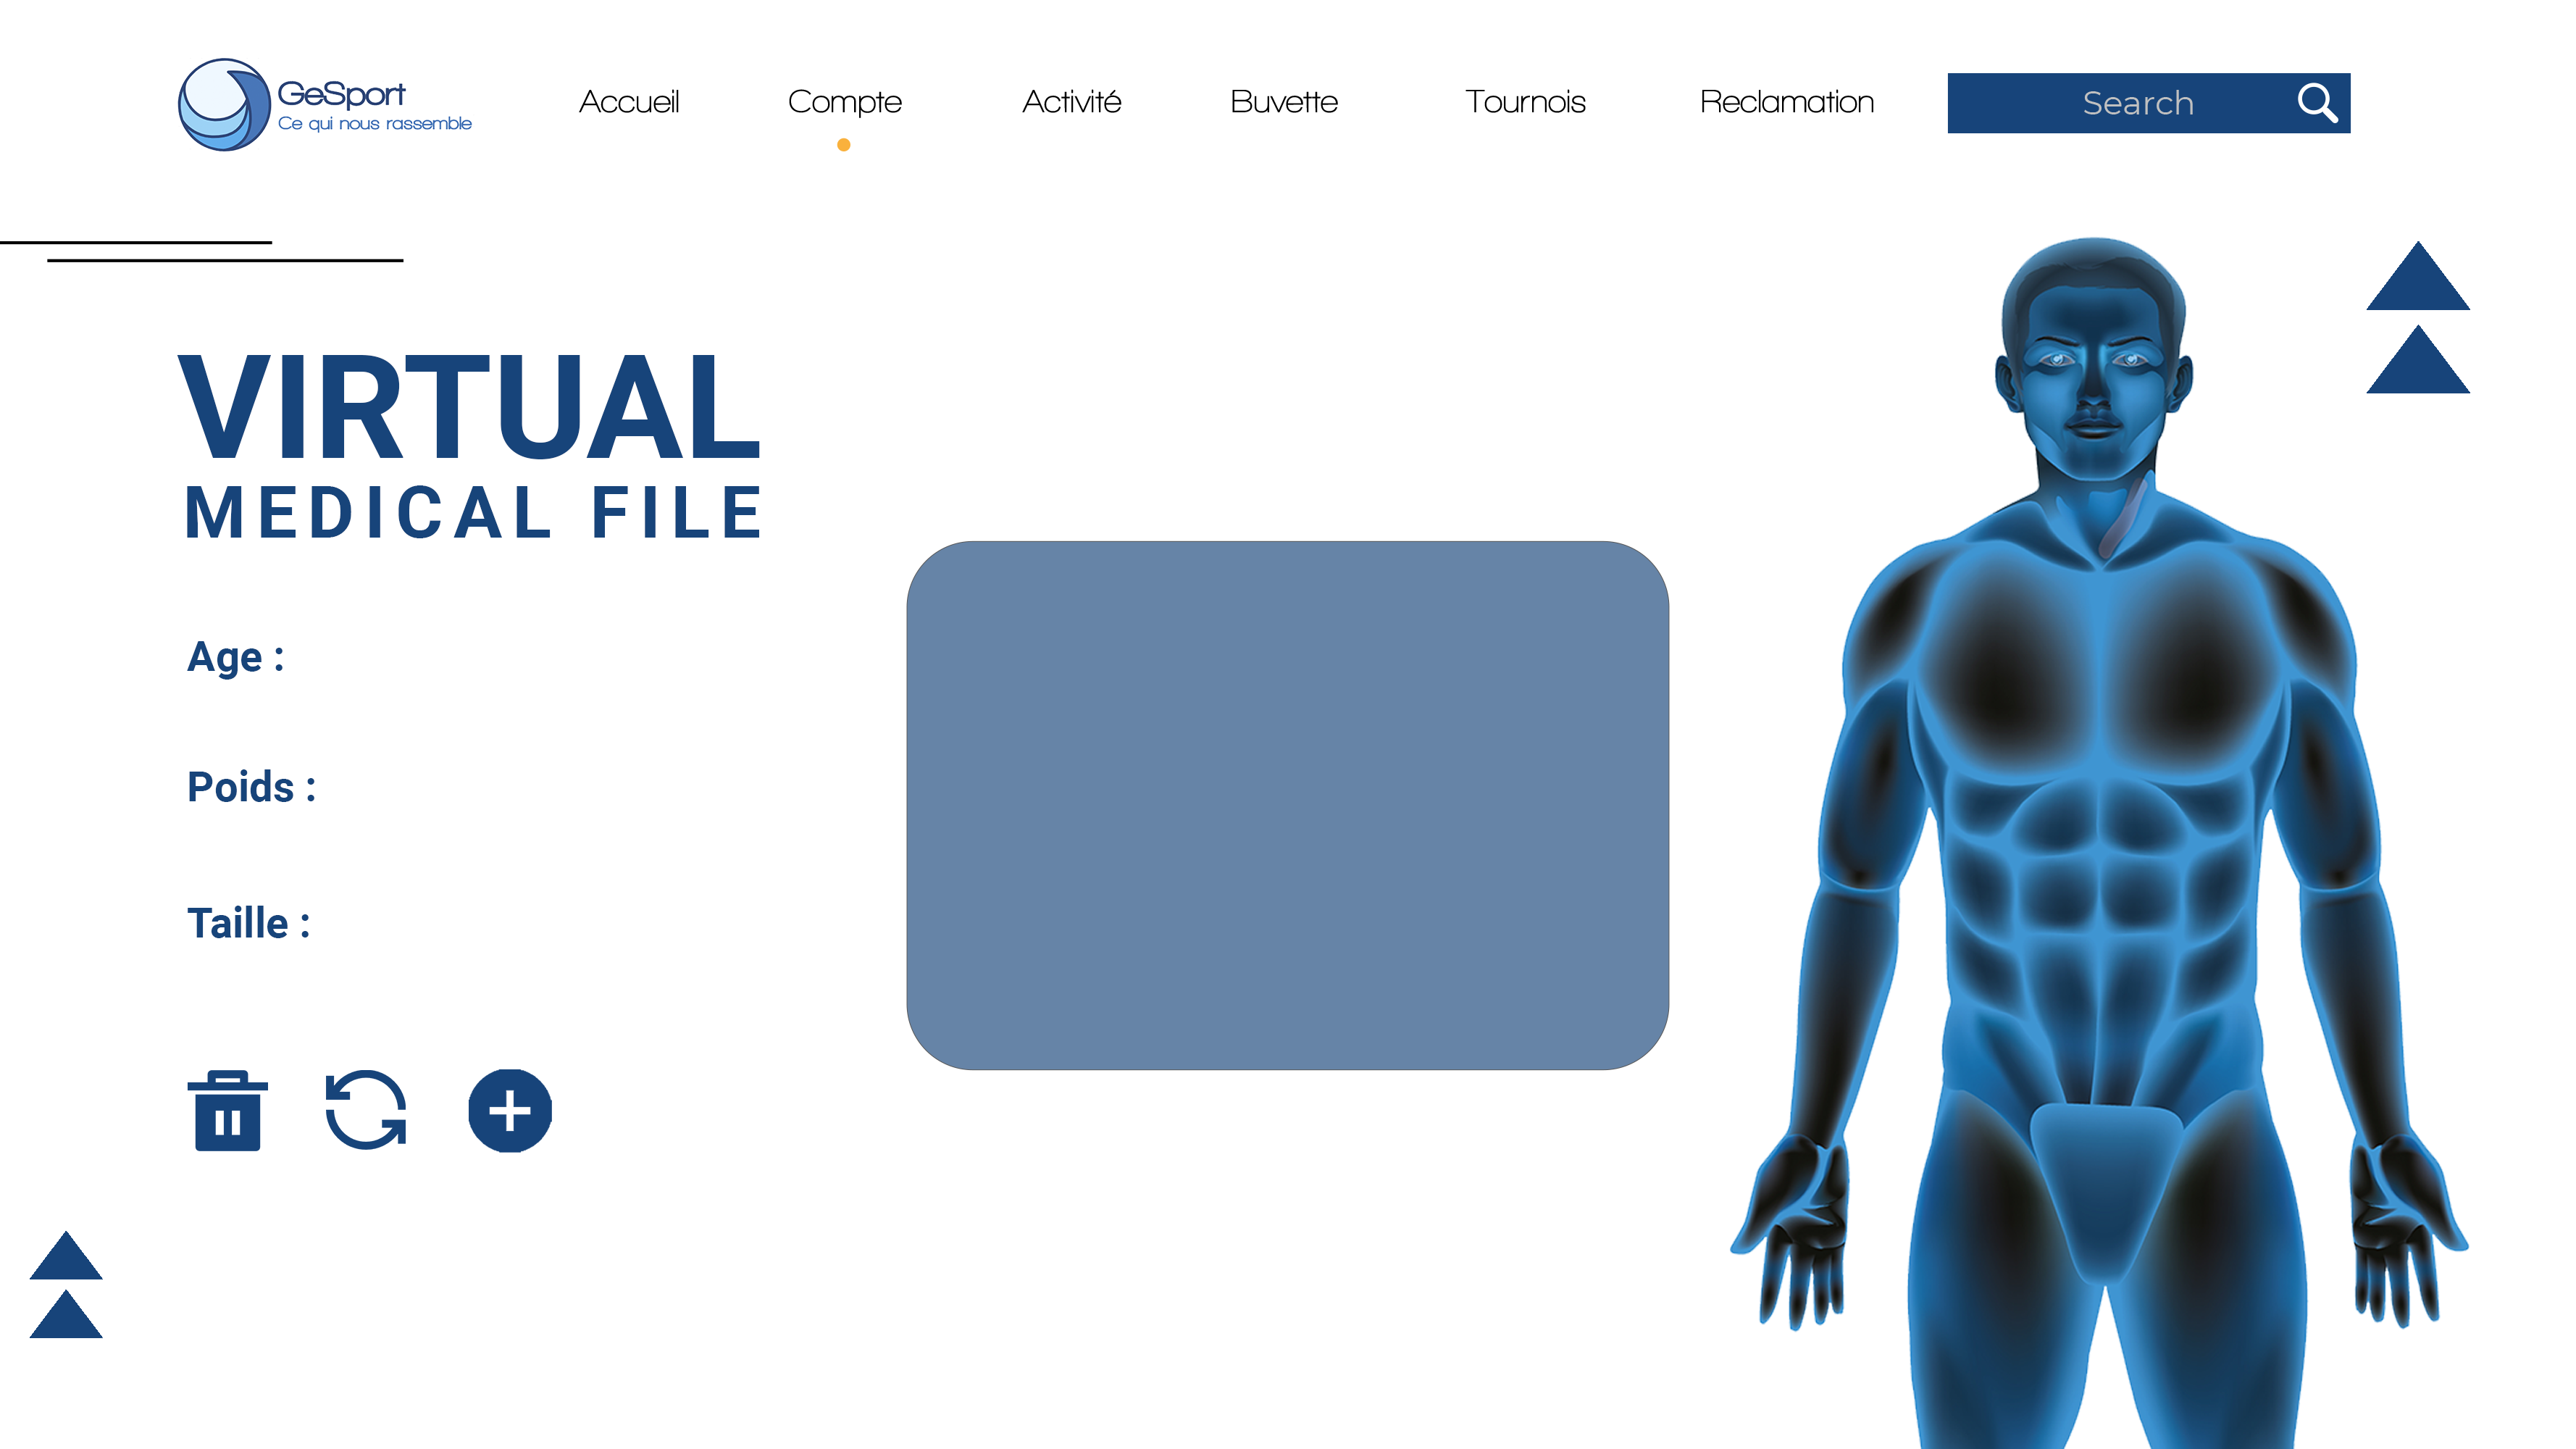 GeSport
Ce qui nous rassemble
Accueil
Compte
Activité
Buvette
Tournois
Reclamation
Search
VIRTUAL
MEDICAL FILE
Age :
Poids :
Taille :